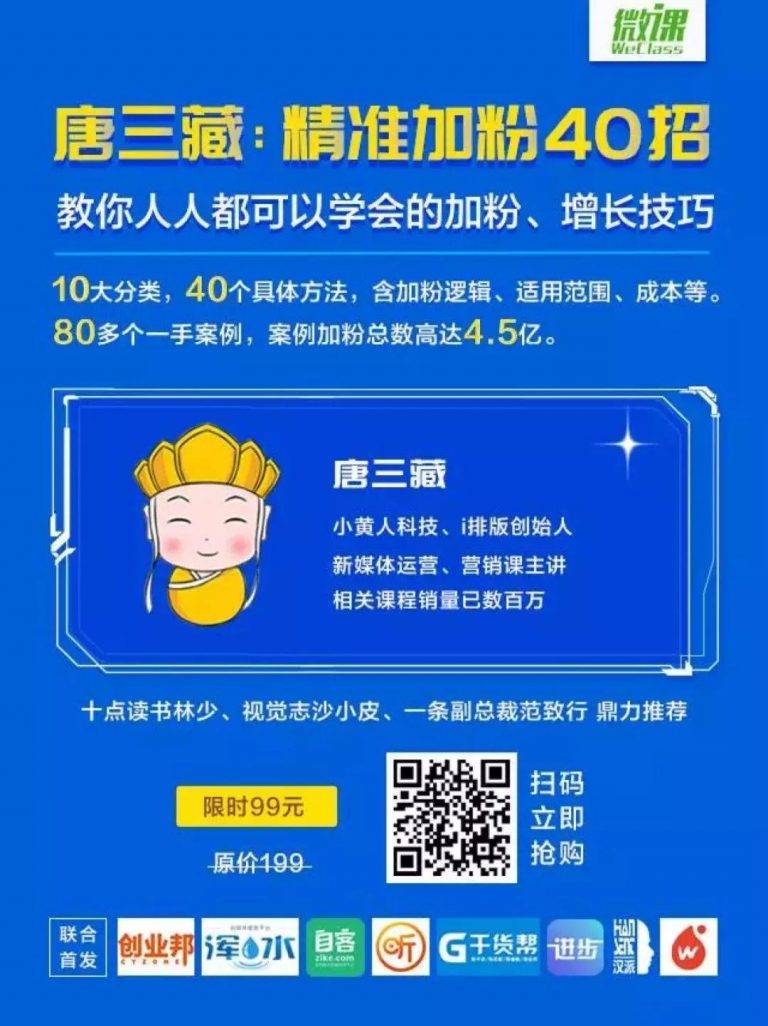 微课
WeClass
唐三藏：精准加粉40招
教你人人都可以学会的加粉、增长技巧
10大分类，40个具体方法，含加粉逻辑、适用范围、成本等。
80多个一手案例，案例加粉总数高达4.5亿。
唐三藏
小黄人科技、i排版创始人
新媒体运营、营销课主讲
相关课程销量已数百万
十点读书林少、视觉志沙小皮、一条副总裁范致行 鼎力推荐
限时99元
原价199
扫码
立即
抢购
联合
首发
创业邦
CYZONE
浑水
自客
zike.com
听
G干货帮
进步
HAN
PAI
汉派
w